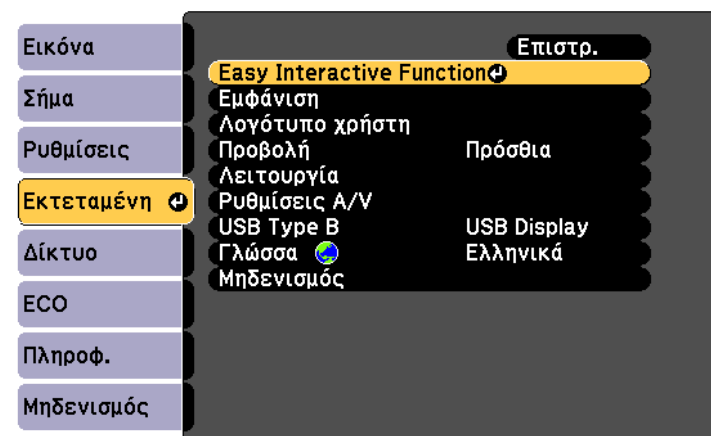 Εικόνα
Σήμα
Ρυθμίσεις
Εκτεταμένη
Δίκτυο
ECO
Πληροφ.
Μηδενισμός
Επιστρ.
Easy Interactive Function
Εμφάνιση
Λογότυπο χρήστη
Προβολή Πρόσθια
Λειτουργία
Ρυθμίσεις A/V
USB Type B USB Display
Γλώσσα Ελληνικά
Μηδενισμός